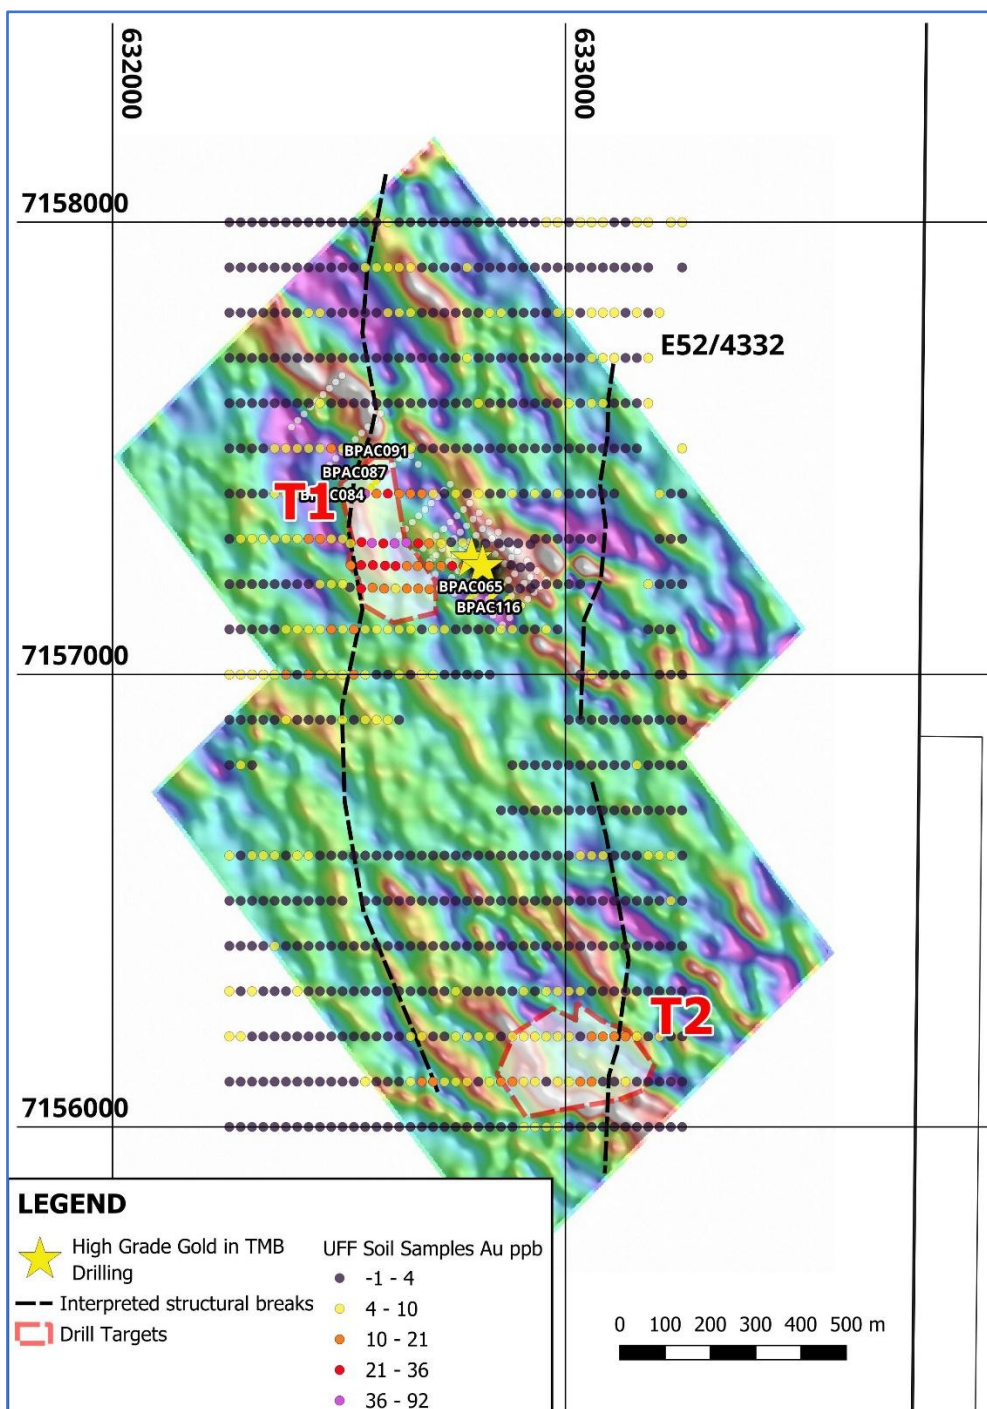 632000
633000
7158000
E52/4332
BPAC091
BPAC087
BPAC084
T1
BPAC065
BPAC116
7157000
T2
7156000
LEGEND
High Grade Gold in TMB
Drilling
Interpreted structural breaks
Drill Targets
UFF Soil Samples Au ppb
-1 - 4
4 - 10
10 - 21
21 - 36
36 - 92
0 100 200 300 400 500 m